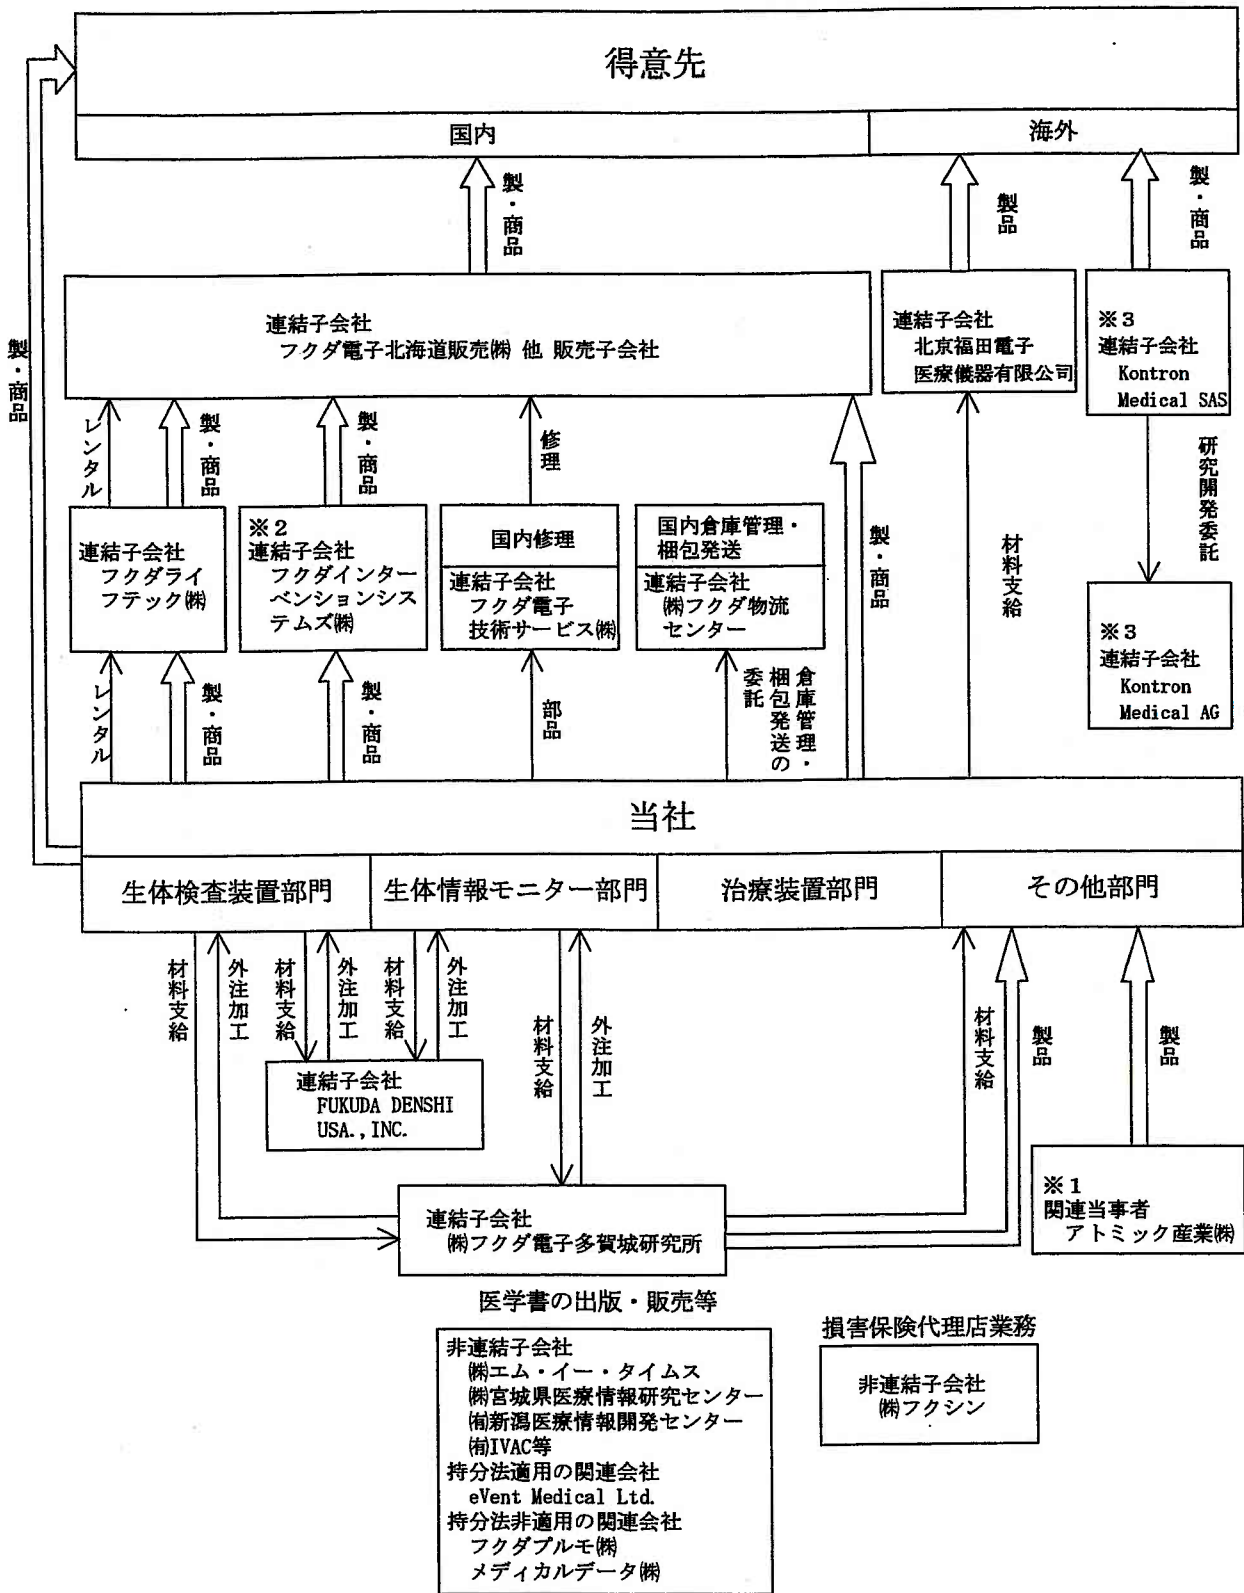 得意先
国内
海外
製・商品
製・商品
製品
製・商品
連結子会社
フクダ電子北海道販売㈱ 他 販売子会社
連結子会社
北京福田電子
医療儀器有限公司
※3
連結子会社
Kontron
Medical SAS
レンタル
製・商品
製・商品
修理
製・商品
材料支給
研究開発委託
連結子会社
フクダライ
フテック㈱
※2
連結子会社
フクダインター
ベンションシス
テムズ㈱
国内修理
連結子会社
フクダ電子
技術サービス㈱
国内倉庫管理・
梱包発送
連結子会社
㈱フクダ物流
センター
※3
連結子会社
Kontron
Medical AG
レンタル
製・商品
製・商品
部品
倉庫管理・
梱包発送の
委託
当社
生体検査装置部門
生体情報モニター部門
治療装置部門
その他部門
材料支給
外注加工
材料支給
外注加工
材料支給
外注加工
材料支給
外注加工
材料支給
製品
製品
連結子会社
FUKUDA DENSHI
USA.,INC.
連結子会社
㈱フクダ電子多賀城研究所
※1
関連当事者
アトミック産業㈱
医学書の出版・販売等
非連結子会社
㈱エム・イー・タイムス
㈱宮城県医療情報研究センター
㈲新潟医療情報開発センター
㈲IVAC等
持分法適用の関連会社
eVent Medical Ltd.
持分法非適用の関連会社
フクダプルモ㈱
メディカルデータ㈱
損害保険代理店業務
非連結子会社
㈱フクシン